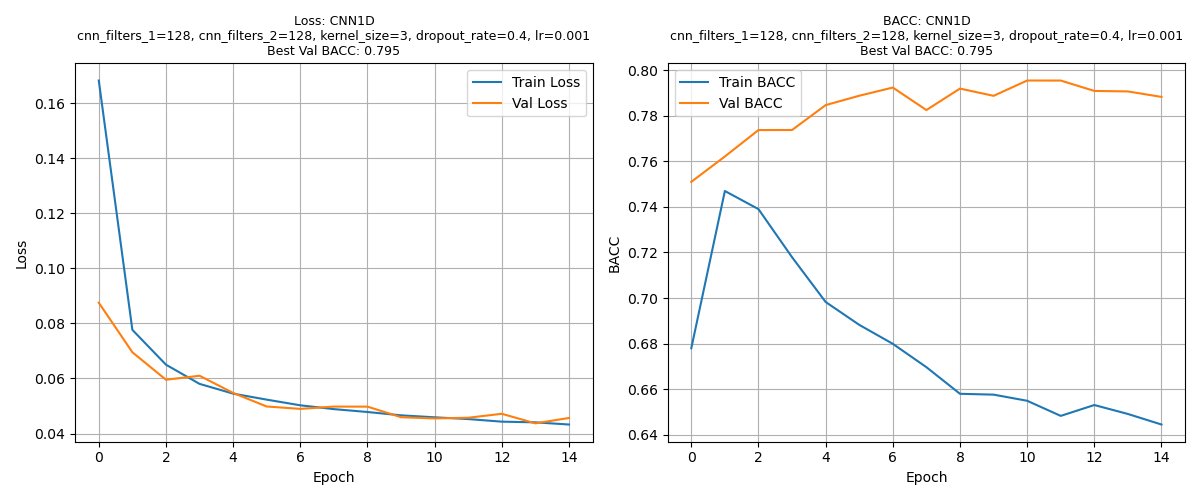 Loss: CNN1D
cnn_filters_1=128, cnn_filters_2=128, kernel_size=3, dropout_rate=0.4, lr=0.001
Best Val BACC: 0.795
Train Loss
Val Loss
0.16
0.14
0.12
0.10
0.08
0.06
0.04
Loss
0 2 4 6 8 10 12 14
Epoch
BACC: CNN1D
cnn_filters_1=128, cnn_filters_2=128, kernel_size=3, dropout_rate=0.4, lr=0.001
Best Val BACC: 0.795
Train BACC
Val BACC
0.80
0.78
0.76
0.74
0.72
0.70
0.68
0.66
0.64
BACC
0 2 4 6 8 10 12 14
Epoch